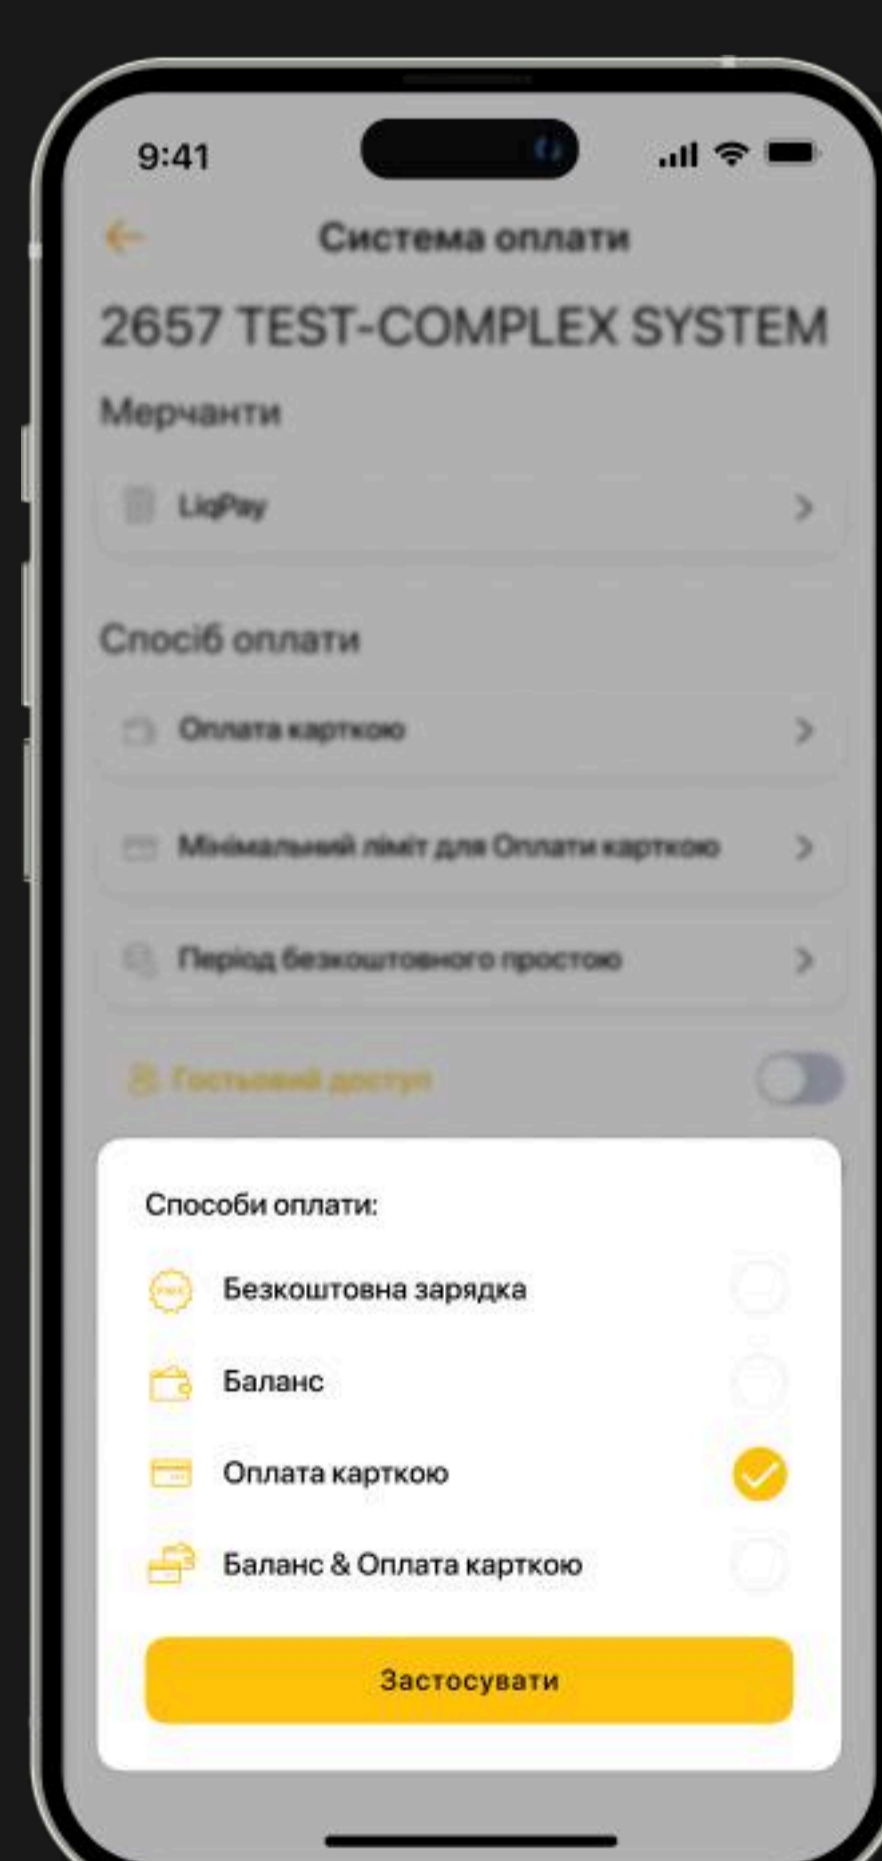 9:41
Система оплати
2657 TEST-COMPLEX SYSTEM
Мерчанти
LiqPay
Спосіб оплати
Оплата карткою
Мінімальний ліміт для Оплати карткою
Період безкоштовного простою
Гостьовий доступ
Способи оплати:
Безкоштовна зарядка
Баланс
Оплата карткою
Баланс & Оплата карткою
Застосувати